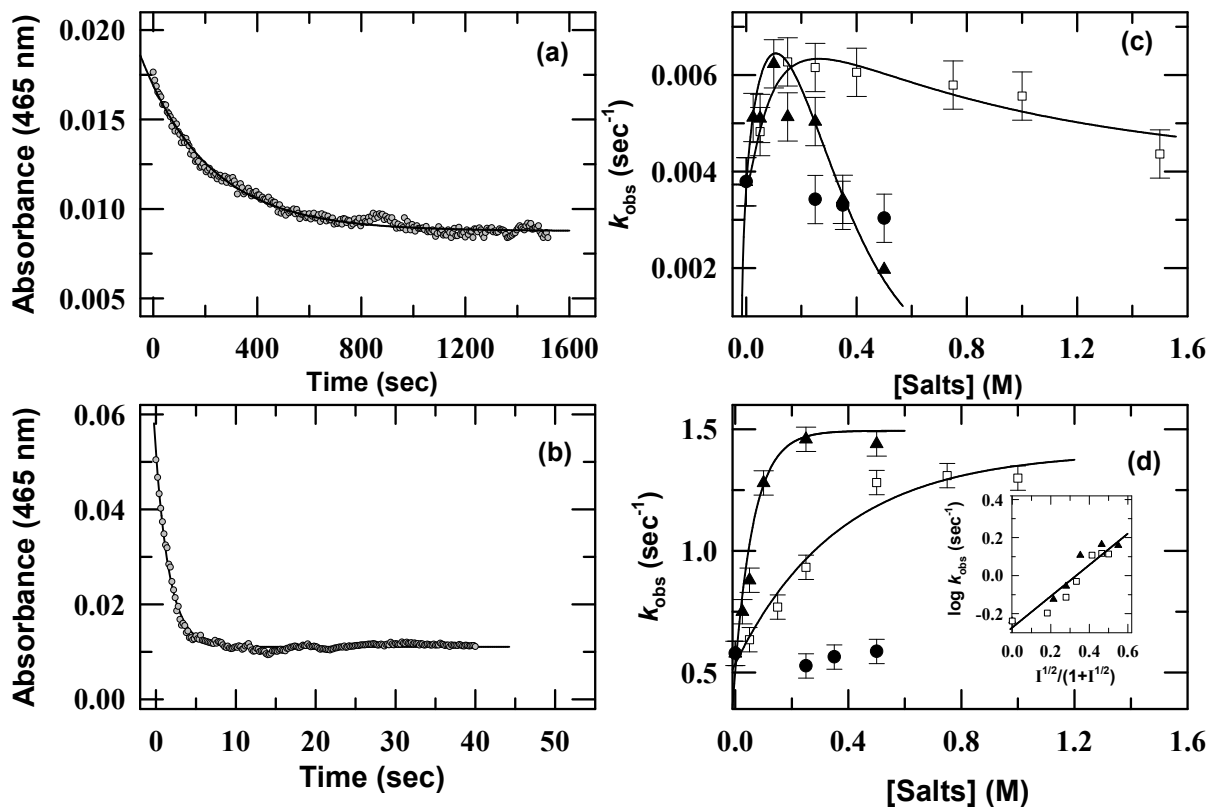 (a)
Absorbance (465 nm)
0.020
0.015
0.010
0.005
0 400 800 1200 1600
Time (sec)
(b)
Absorbance (465 nm)
0.06
0.04
0.02
0.00
0 10 20 30 40 50
Time (sec)
(c)
k_obs (sec⁻¹)
0.006
0.004
0.002
0.0 0.4 0.8 1.2 1.6
[Salts] (M)
(d)
k_obs (sec⁻¹)
1.5
1.0
0.5
0.0 0.4 0.8 1.2 1.6
[Salts] (M)
log k_obs (sec⁻¹)
0.4
0.2
0.0
-0.2
0.0 0.2 0.4 0.6
I^1/2/(1+I^1/2)